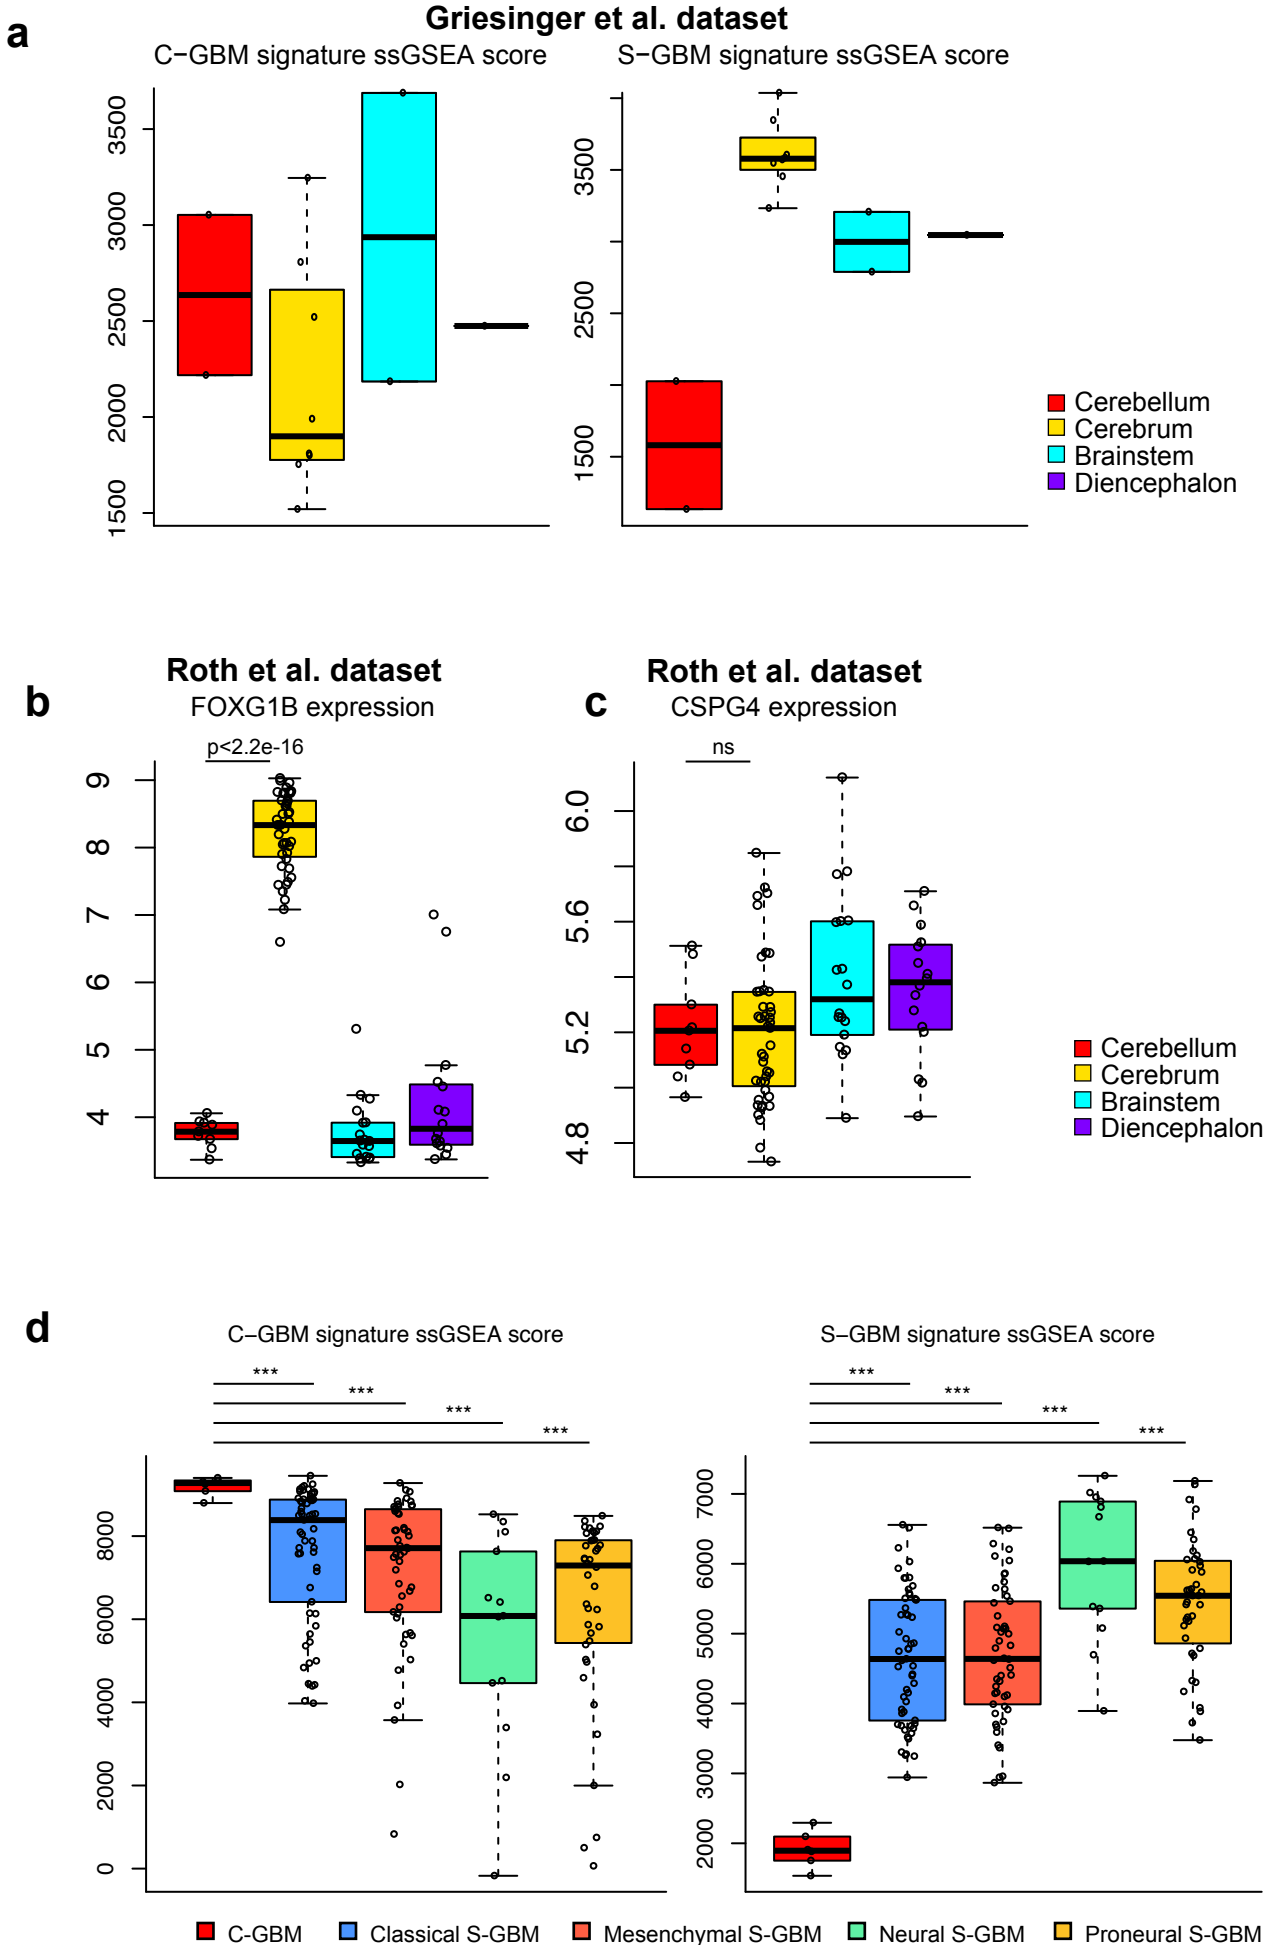 a
Griesinger et al. dataset
C−GBM signature ssGSEA score
S−GBM signature ssGSEA score
3500
3000
2500
2000
1500
3500
2500
1500
Cerebellum
Cerebrum
Brainstem
Diencephalon
b
Roth et al. dataset
FOXG1B expression
p<2.2e-16
9
8
7
6
5
4
c
Roth et al. dataset
CSPG4 expression
ns
6.0
5.6
5.2
4.8
Cerebellum
Cerebrum
Brainstem
Diencephalon
d
C−GBM signature ssGSEA score
***
***
***
***
8000
6000
4000
2000
0
S−GBM signature ssGSEA score
***
***
***
***
7000
6000
5000
4000
3000
2000
C-GBM
Classical S-GBM
Mesenchymal S-GBM
Neural S-GBM
Proneural S-GBM